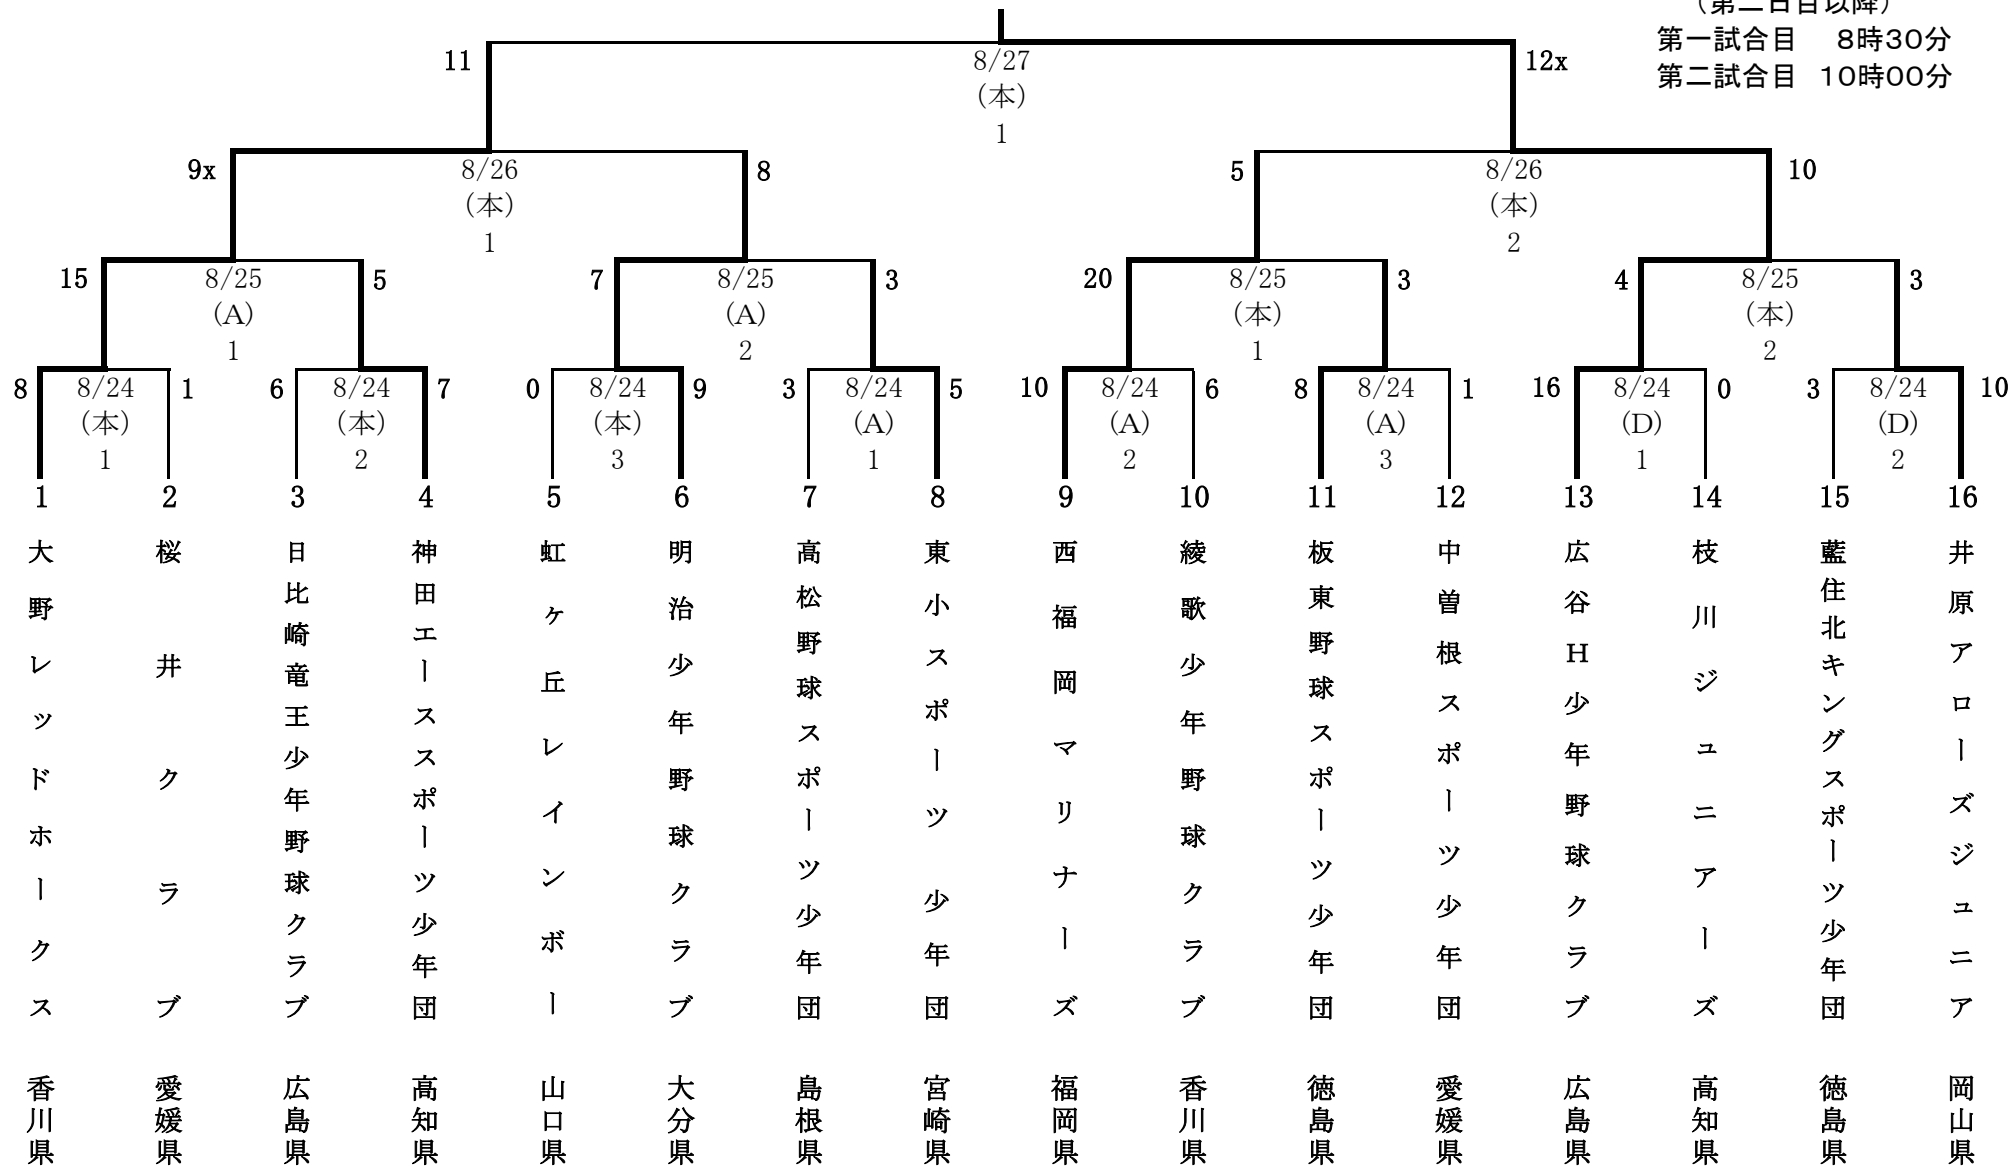 （第二日目以降）
第一試合目　8時30分
第二試合目　10時00分
11
8/27
(本)
1
12x
9x
8/26
(本)
1
8
5
8/26
(本)
2
10
15
8/25
(A)
1
5
7
8/25
(A)
2
3
20
8/25
(本)
1
3
4
8/25
(本)
2
3
8
8/24
(本)
1
1
6
8/24
(本)
2
7
0
8/24
(本)
3
9
3
8/24
(A)
1
5
10
8/24
(A)
2
6
8
8/24
(A)
3
1
16
8/24
(D)
1
0
3
8/24
(D)
2
10
1
大野レッドホークス
香川県
2
桜井クラブ
愛媛県
3
日比崎竜王少年野球クラブ
広島県
4
神田エーススポーツ少年団
高知県
5
虹ヶ丘レインボー
山口県
6
明治少年野球クラブ
大分県
7
高松野球スポーツ少年団
島根県
8
東小スポーツ少年団
宮崎県
9
西福岡マリナーズ
福岡県
10
綾歌少年野球クラブ
香川県
11
板東野球スポーツ少年団
徳島県
12
中曽根スポーツ少年団
愛媛県
13
広谷H少年野球クラブ
広島県
14
枝川ジュニアーズ
高知県
15
藍住北キングスポーツ少年団
徳島県
16
井原アローズジュニア
岡山県